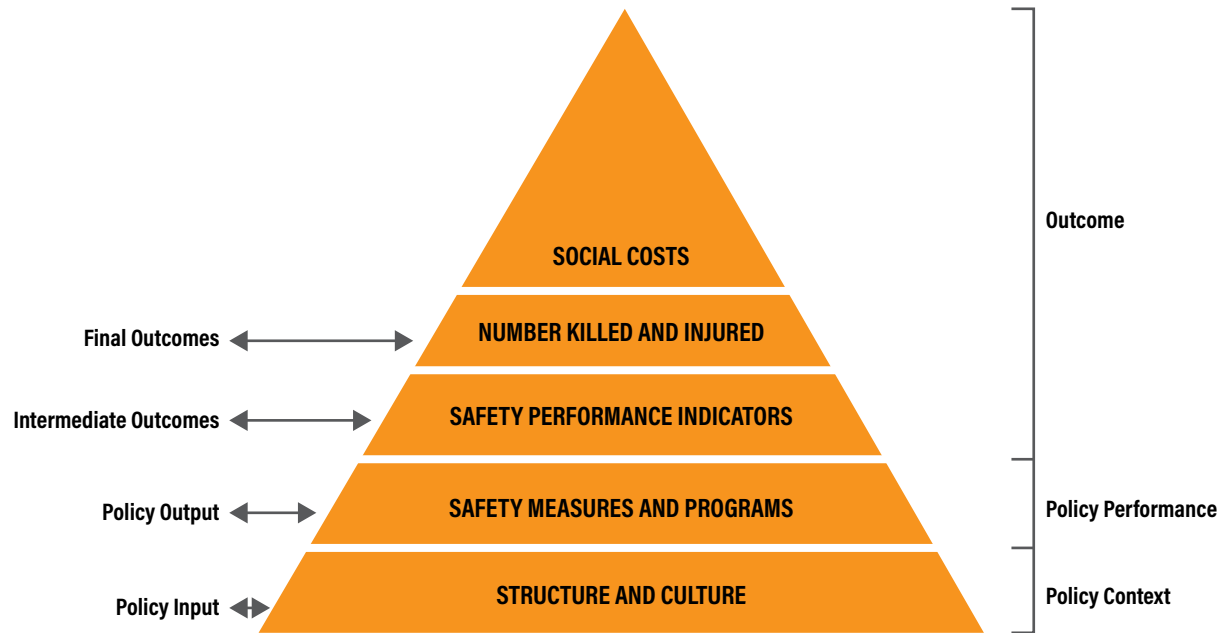 Outcome
SOCIAL COSTS
Final Outcomes
NUMBER KILLED AND INJURED
Intermediate Outcomes
SAFETY PERFORMANCE INDICATORS
Policy Output
SAFETY MEASURES AND PROGRAMS
Policy Performance
Policy Input
STRUCTURE AND CULTURE
Policy Context